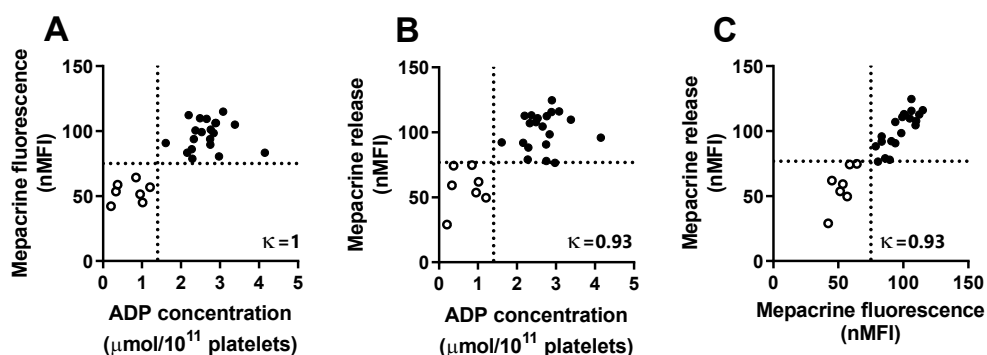 A
Mepacrine fluorescence
(nMFI)
150
100
50
0
0 1 2 3 4 5
κ=1
ADP concentration
(μmol/10¹¹ platelets)
B
Mepacrine release
(nMFI)
150
100
50
0
0 1 2 3 4 5
κ=0.93
ADP concentration
(μmol/10¹¹ platelets)
C
Mepacrine release
(nMFI)
150
100
50
0
0 50 100 150
κ=0.93
Mepacrine fluorescence
(nMFI)